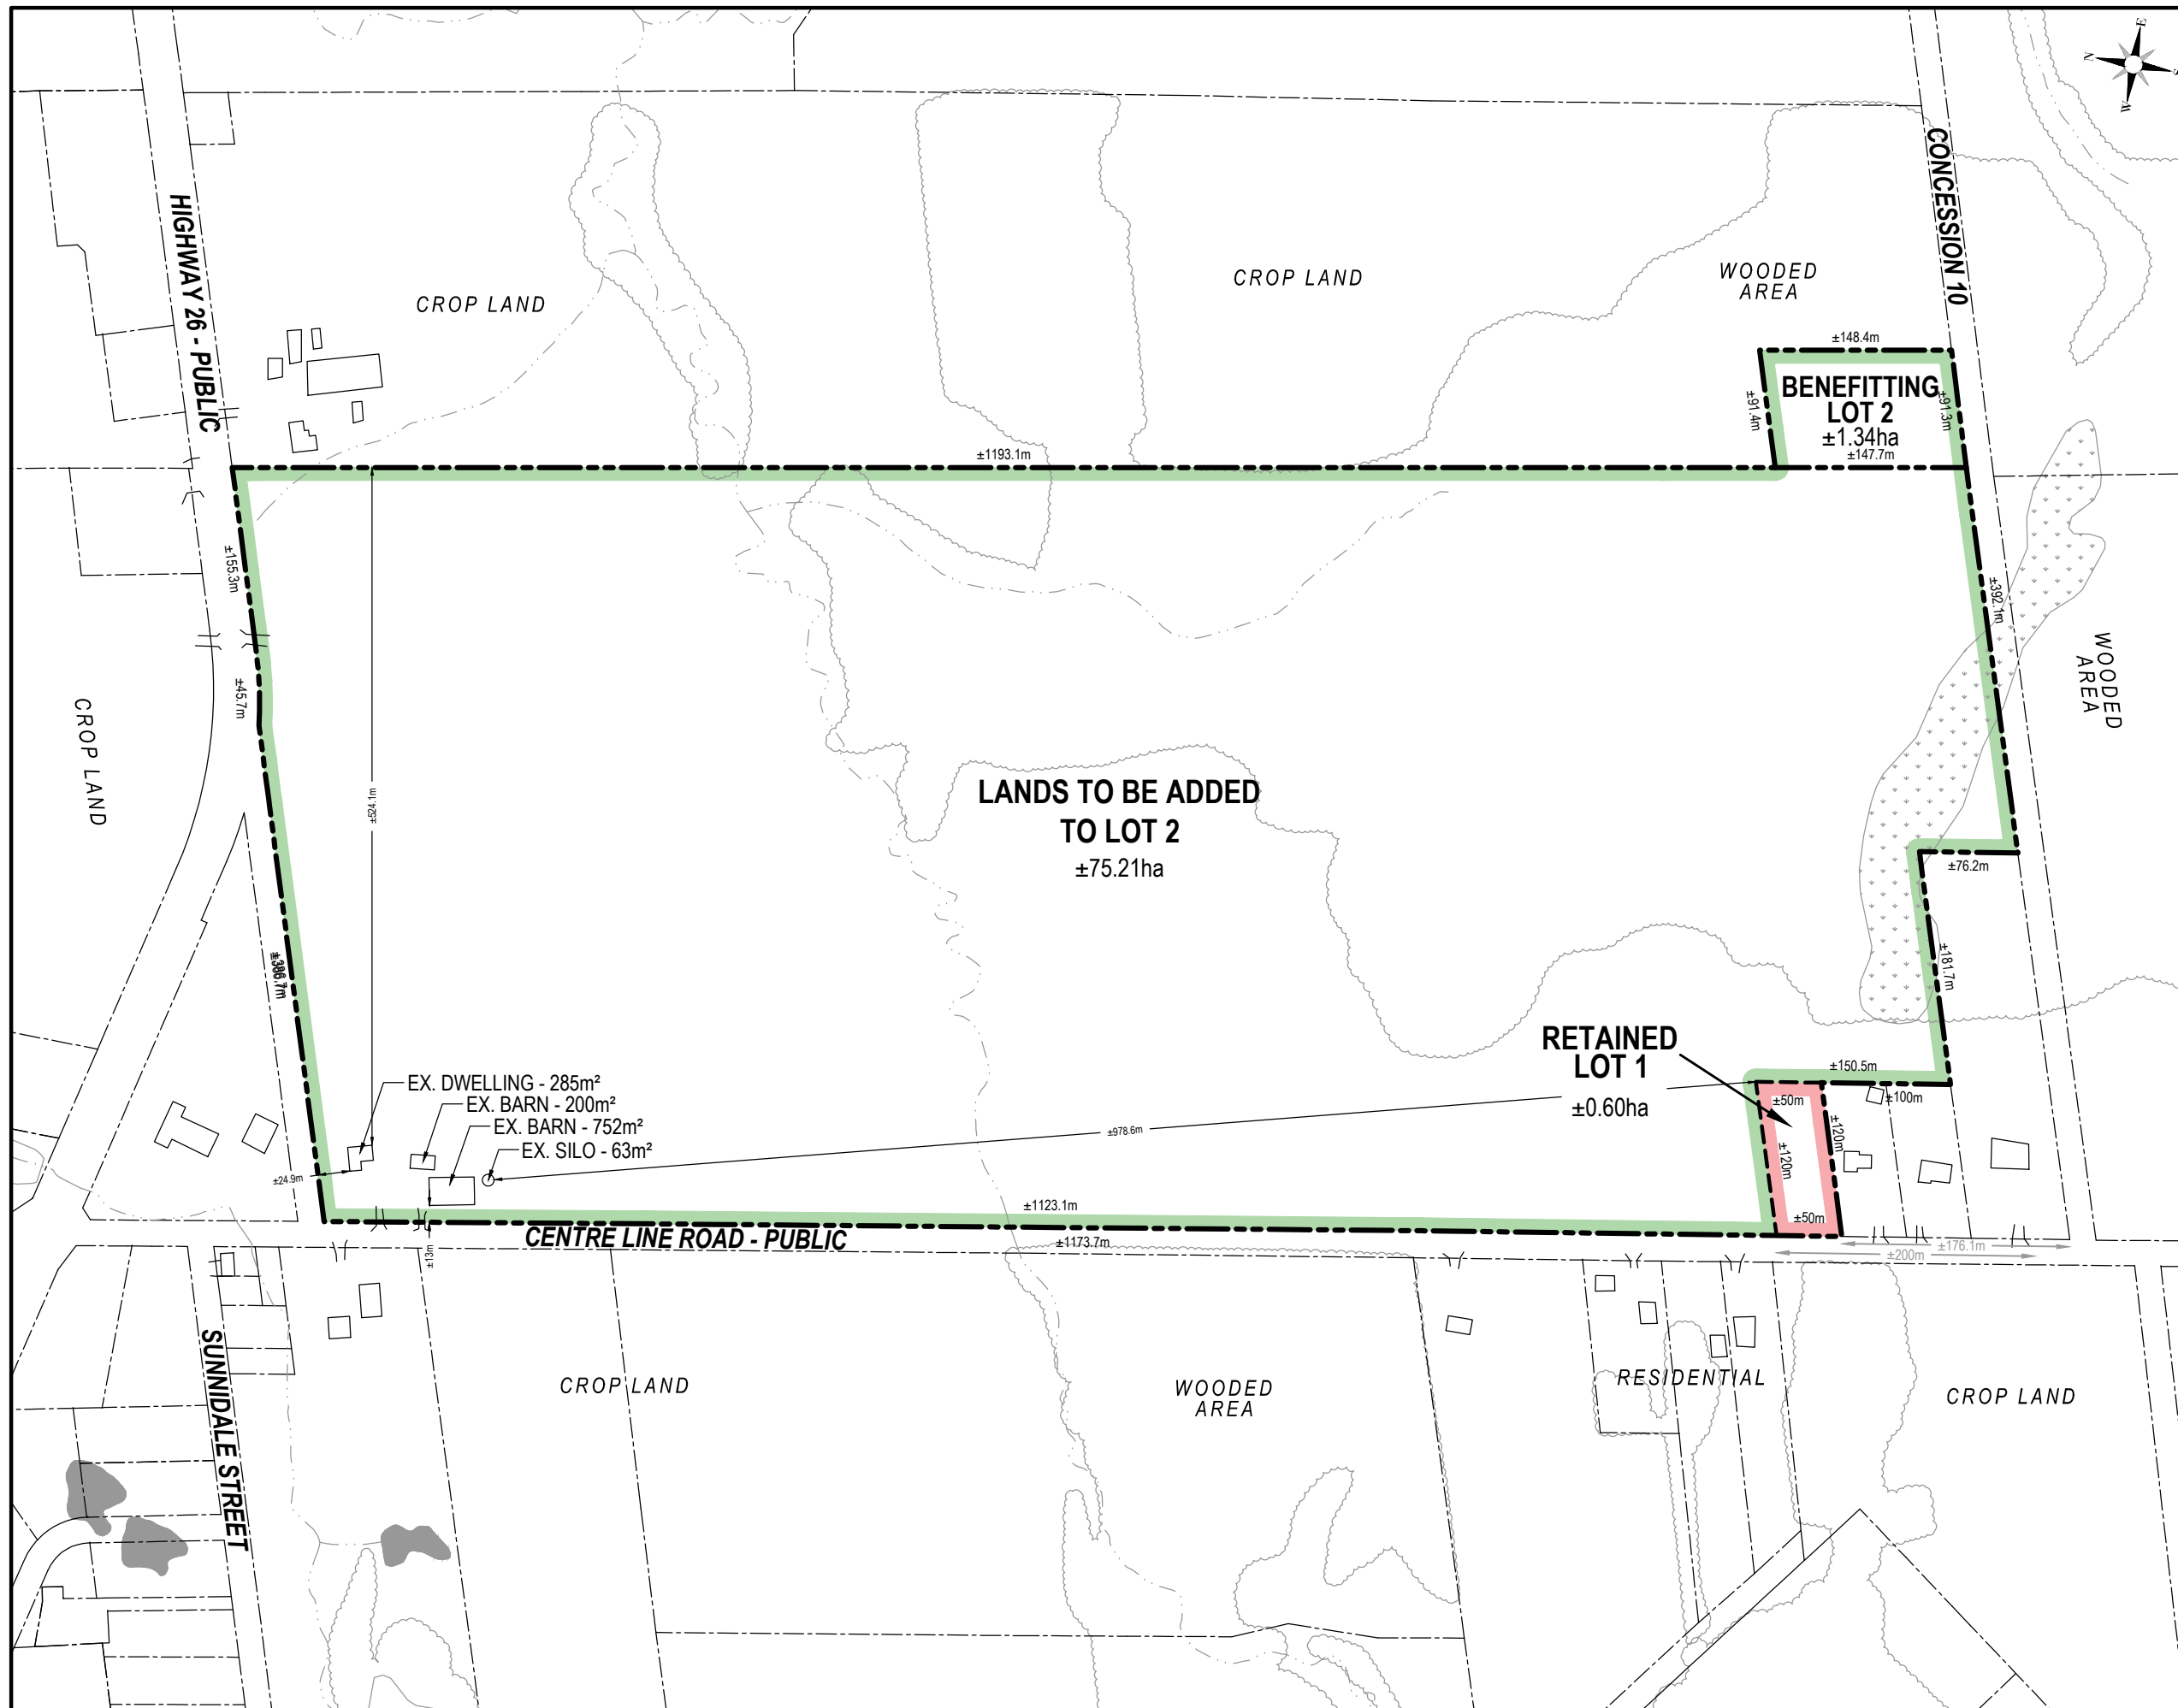 E
N
S
W
HIGHWAY 26 - PUBLIC
CONCESSION 10
CROP LAND
CROP LAND
WOODED
AREA
±148.4m
BENEFITTING
LOT 2
±1.34ha
±147.7m
±91.4m
±91.3m
±1193.1m
±155.3m
±45.7m
±524.1m
±392.1m
WOODED
AREA
CROP LAND
LANDS TO BE ADDED
TO LOT 2
±75.21ha
±76.2m
±181.7m
RETAINED
LOT 1
±0.60ha
±150.5m
±50m
±100m
±120m
±120m
±50m
EX. DWELLING - 285m²
EX. BARN - 200m²
EX. BARN - 752m²
EX. SILO - 63m²
±978.6m
±24.9m
±13m
±1123.1m
CENTRE LINE ROAD - PUBLIC
±1173.7m
±176.1m
±200m
SUNNIDALE STREET
CROP LAND
WOODED
AREA
RESIDENTIAL
CROP LAND